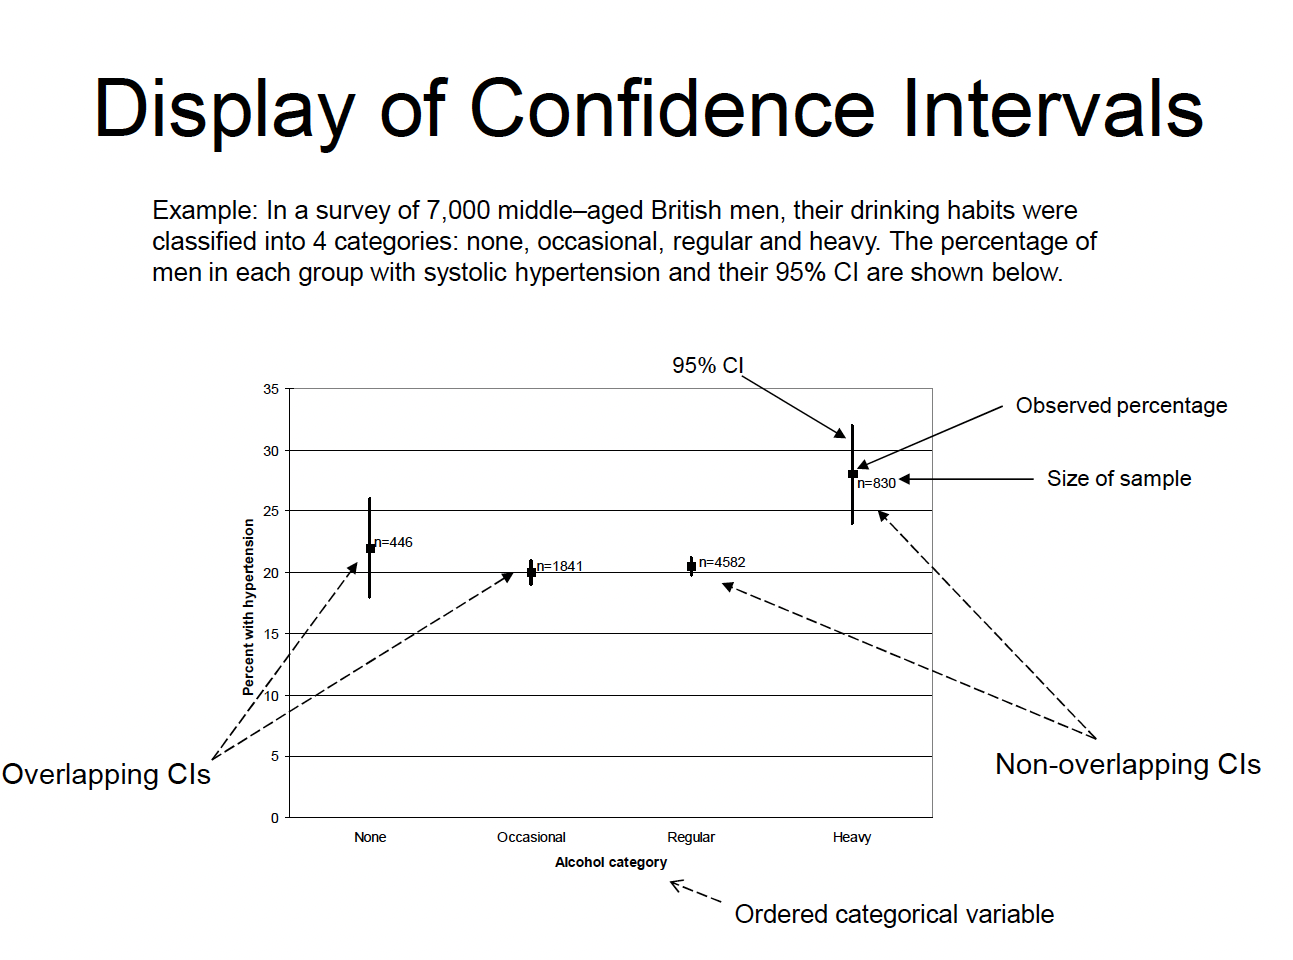 Display of Confidence Intervals
Example: In a survey of 7,000 middle–aged British men, their drinking habits were
classified into 4 categories: none, occasional, regular and heavy. The percentage of
men in each group with systolic hypertension and their 95% CI are shown below.
95% CI
Observed percentage
Size of sample
35
30
25
20
15
10
5
0
Percent with hypertension
n=446
n=1841
n=4582
n=830
Overlapping CIs
Non-overlapping CIs
None
Occasional
Regular
Heavy
Alcohol category
Ordered categorical variable